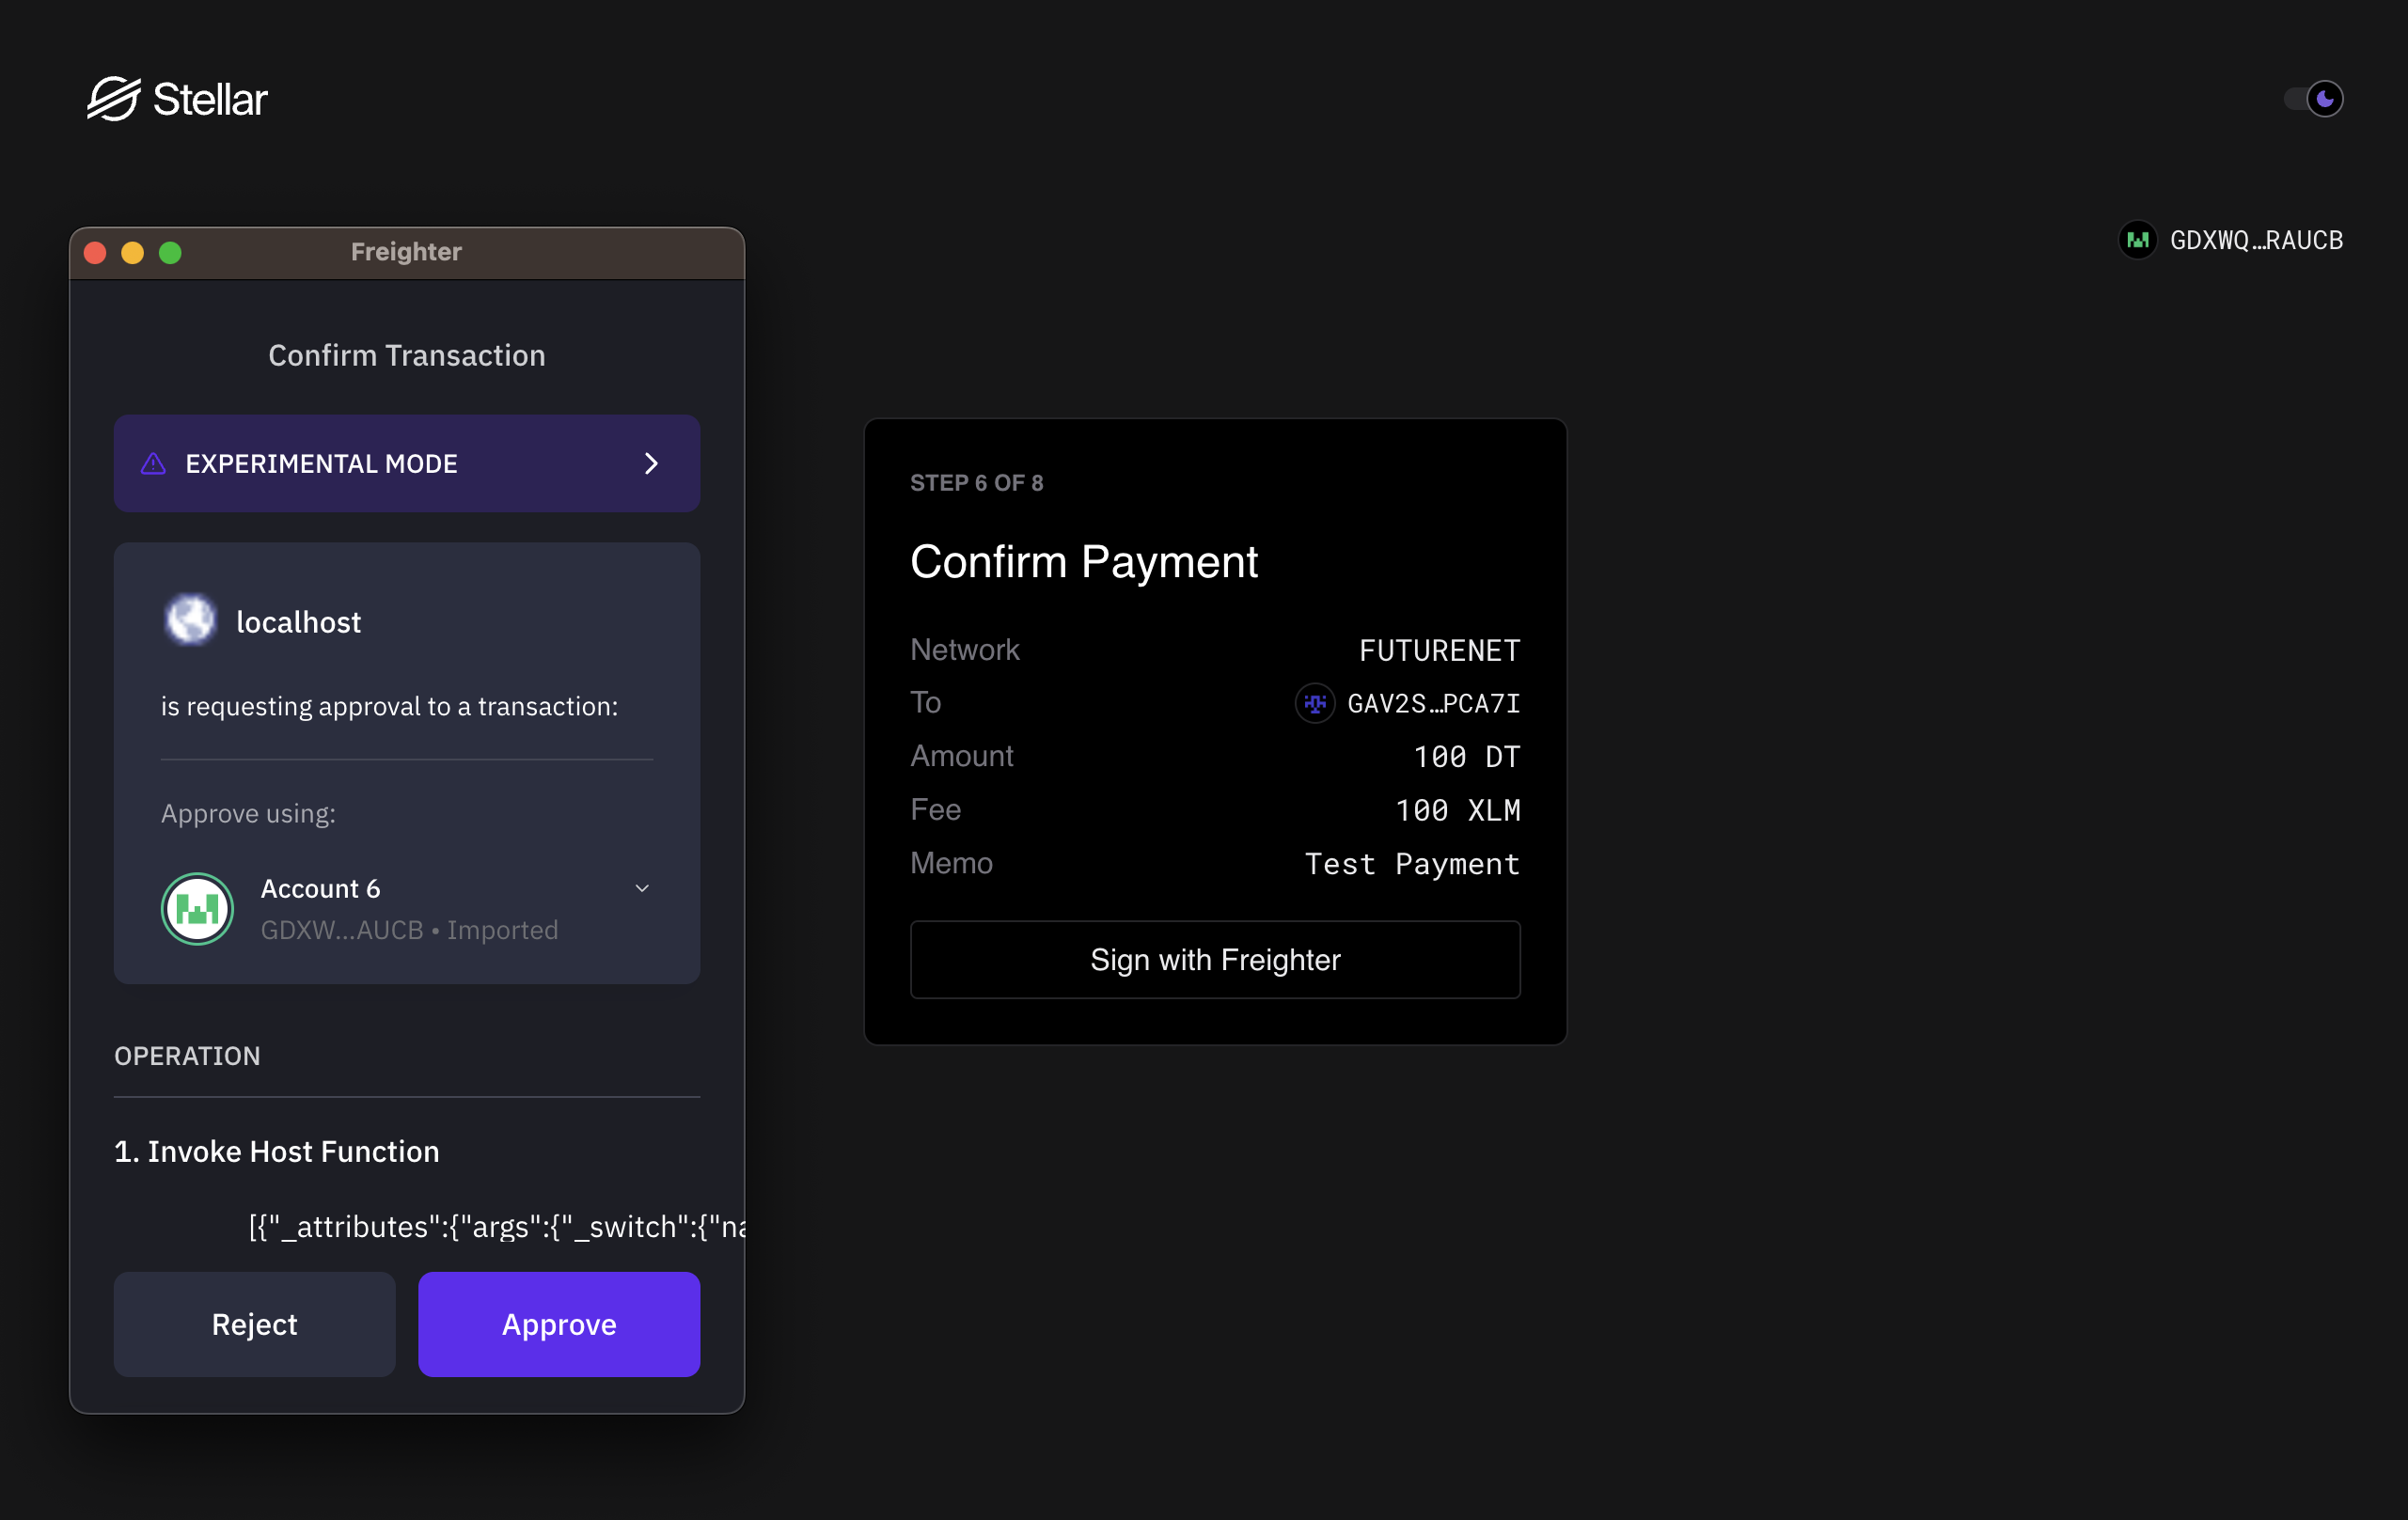 Stellar
GDXWQ…RAUCB
Freighter
Confirm Transaction
EXPERIMENTAL MODE
localhost
is requesting approval to a transaction:
Approve using:
Account 6
GDXW...AUCB • Imported
OPERATION
1. Invoke Host Function
[{"_attributes":{"args":{"_switch":{"na
Reject
Approve
STEP 6 OF 8
Confirm Payment
Network FUTURENET
To GAV2S…PCA7I
Amount 100 DT
Fee 100 XLM
Memo Test Payment
Sign with Freighter